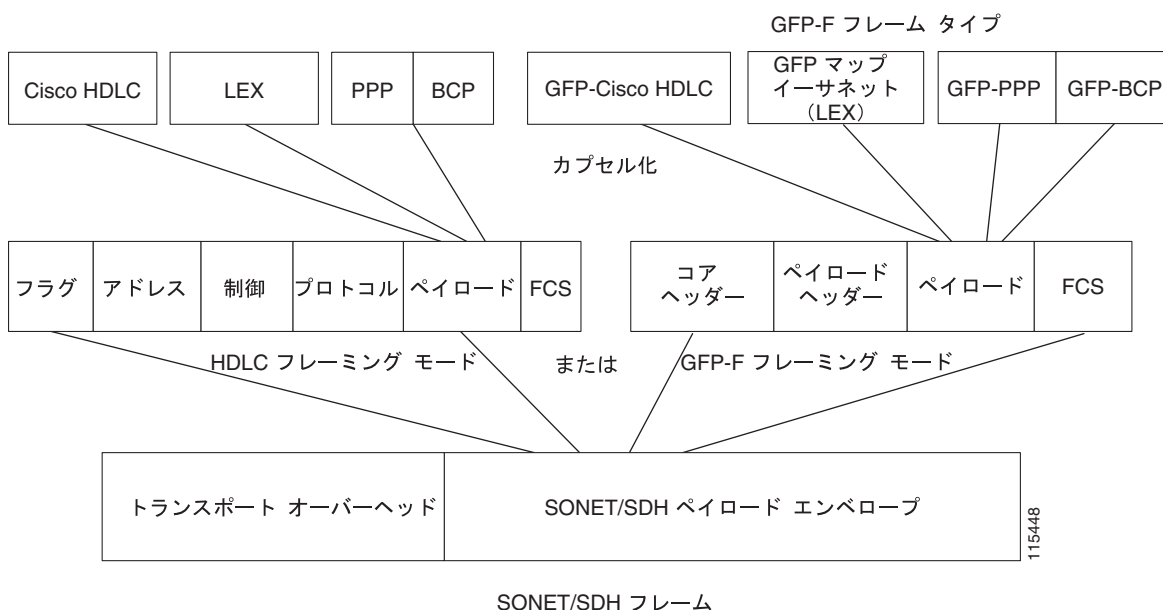 GFP-F フレーム タイプ
Cisco HDLC
LEX
PPP
BCP
GFP-Cisco HDLC
GFP マップ
イーサネット
（LEX）
GFP-PPP
GFP-BCP
カプセル化
フラグ
アドレス
制御
プロトコル
ペイロード
FCS
コア
ヘッダー
ペイロード
ヘッダー
ペイロード
FCS
HDLC フレーミング モード
または
GFP-F フレーミング モード
トランスポート オーバーヘッド
SONET/SDH ペイロード エンベロープ
115448
SONET/SDH フレーム